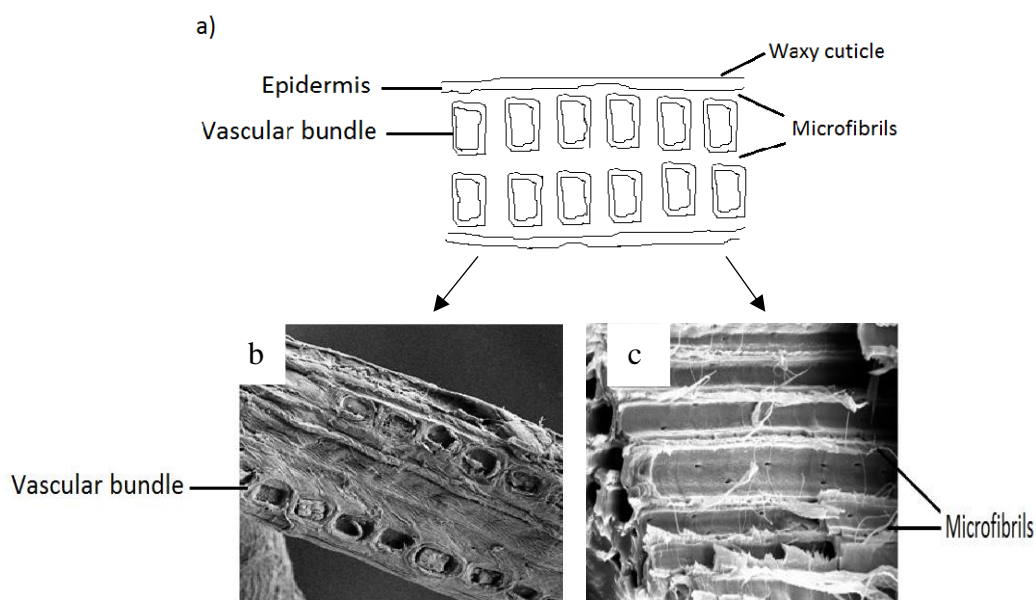 a)
Waxy cuticle
Epidermis
Vascular bundle
Microfibrils
b
c
Vascular bundle
Microfibrils